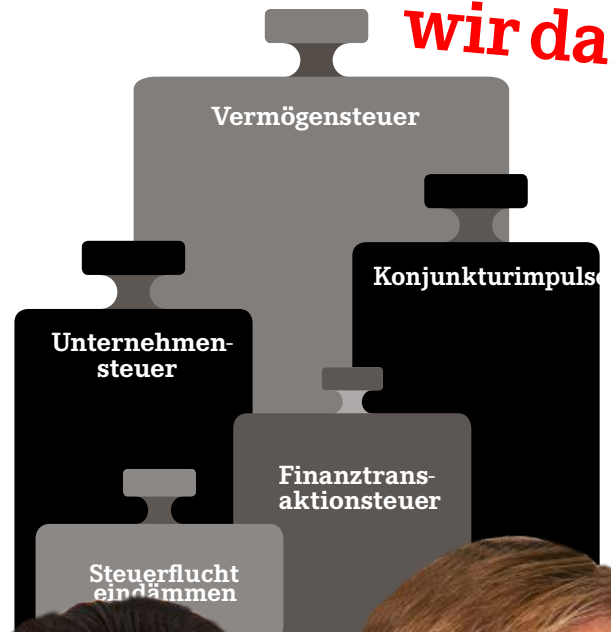 wir da
Vermögensteuer
Konjunkturimpulse
Unternehmen-
steuer
Finanztrans-
aktionsteuer
Steuerflucht
eindämmen